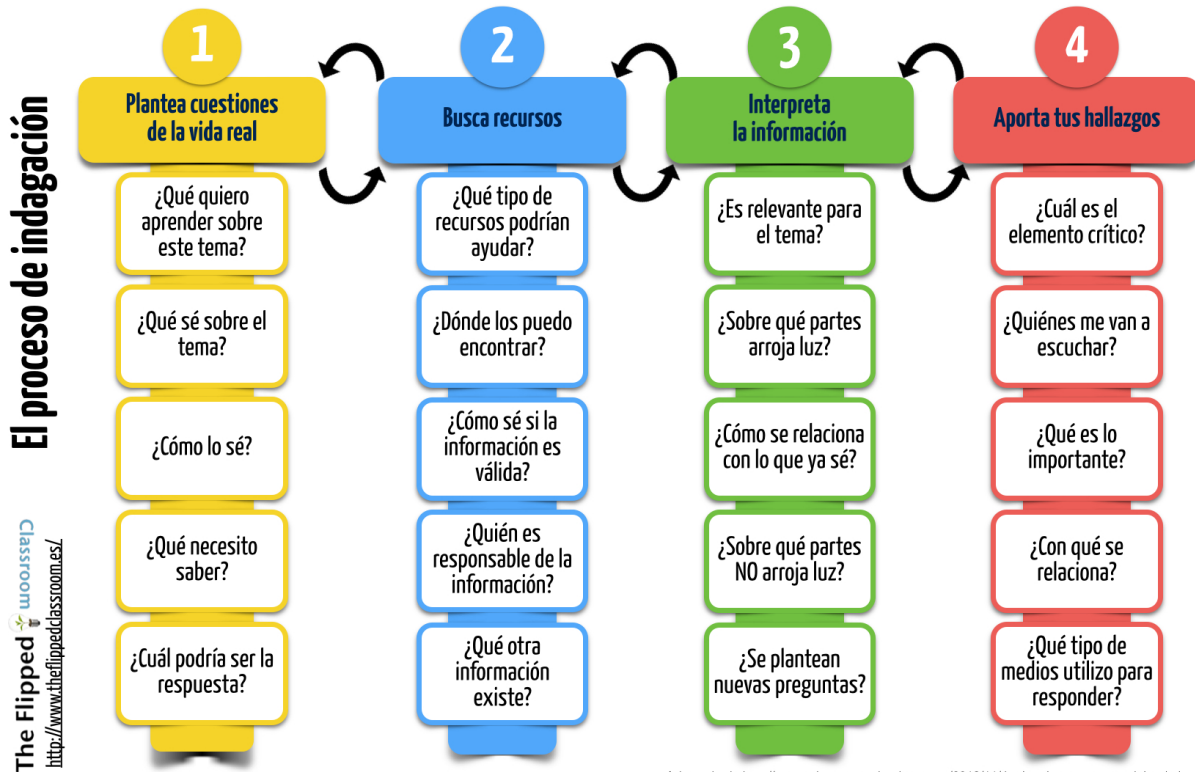 El proceso de indagación
The Flipped Classroom
http://www.theflippedclassroom.es/
1
Plantea cuestiones
de la vida real
¿Qué quiero
aprender sobre
este tema?
¿Qué sé sobre el
tema?
¿Cómo lo sé?
¿Qué necesito
saber?
¿Cuál podría ser la
respuesta?
2
Busca recursos
¿Qué tipo de
recursos podrían
ayudar?
¿Dónde los puedo
encontrar?
¿Cómo sé si la
información es
válida?
¿Quién es
responsable de la
información?
¿Qué otra
información
existe?
3
Interpreta
la información
¿Es relevante para
el tema?
¿Sobre qué partes
arroja luz?
¿Cómo se relaciona
con lo que ya sé?
¿Sobre qué partes
NO arroja luz?
¿Se plantean
nuevas preguntas?
4
Aporta tus hallazgos
¿Cuál es el
elemento crítico?
¿Quiénes me van a
escuchar?
¿Qué es lo
importante?
¿Con qué se
relaciona?
¿Qué tipo de
medios utilizo para
responder?